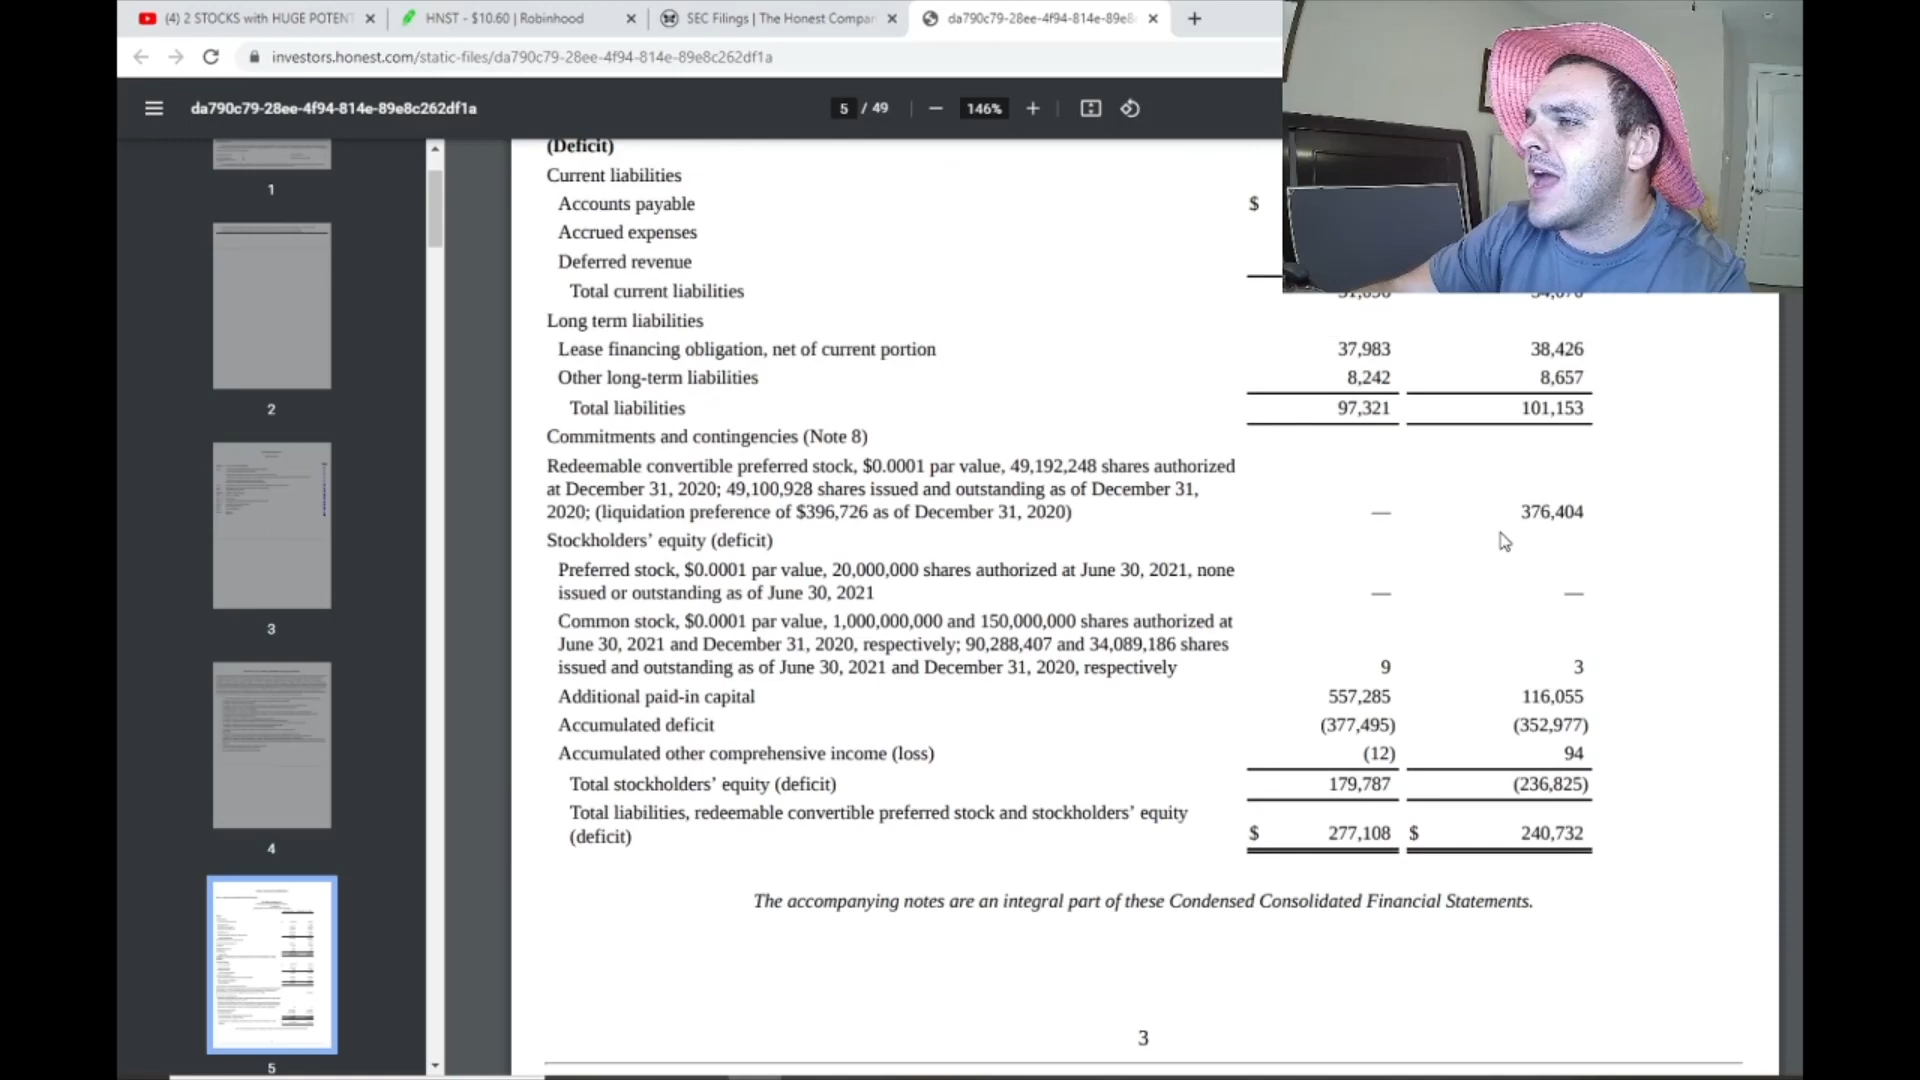 (4) 2 STOCKS with HUGE POTENT
HNST - $10.60 | Robinhood
SEC Filings | The Honest Compan
da790c79-28ee-4f94-814e-89e8
investors.honest.com/static-files/da790c79-28ee-4f94-814e-89e8c262df1a
da790c79-28ee-4f94-814e-89e8c262df1a
5 / 49
146%
1
2
3
4
5
(Deficit)
Current liabilities
Accounts payable $
Accrued expenses
Deferred revenue
Total current liabilities
Long term liabilities
Lease financing obligation, net of current portion 37,983 38,426
Other long-term liabilities 8,242 8,657
Total liabilities 97,321 101,153
Commitments and contingencies (Note 8)
Redeemable convertible preferred stock, $0.0001 par value, 49,192,248 shares authorized
at December 31, 2020; 49,100,928 shares issued and outstanding as of December 31,
2020; (liquidation preference of $396,726 as of December 31, 2020) — 376,404
Stockholders’ equity (deficit)
Preferred stock, $0.0001 par value, 20,000,000 shares authorized at June 30, 2021, none
issued or outstanding as of June 30, 2021 — —
Common stock, $0.0001 par value, 1,000,000,000 and 150,000,000 shares authorized at
June 30, 2021 and December 31, 2020, respectively; 90,288,407 and 34,089,186 shares
issued and outstanding as of June 30, 2021 and December 31, 2020, respectively 9 3
Additional paid-in capital 557,285 116,055
Accumulated deficit (377,495) (352,977)
Accumulated other comprehensive income (loss) (12) 94
Total stockholders’ equity (deficit) 179,787 (236,825)
Total liabilities, redeemable convertible preferred stock and stockholders’ equity
(deficit) $ 277,108 $ 240,732
The accompanying notes are an integral part of these Condensed Consolidated Financial Statements.
3